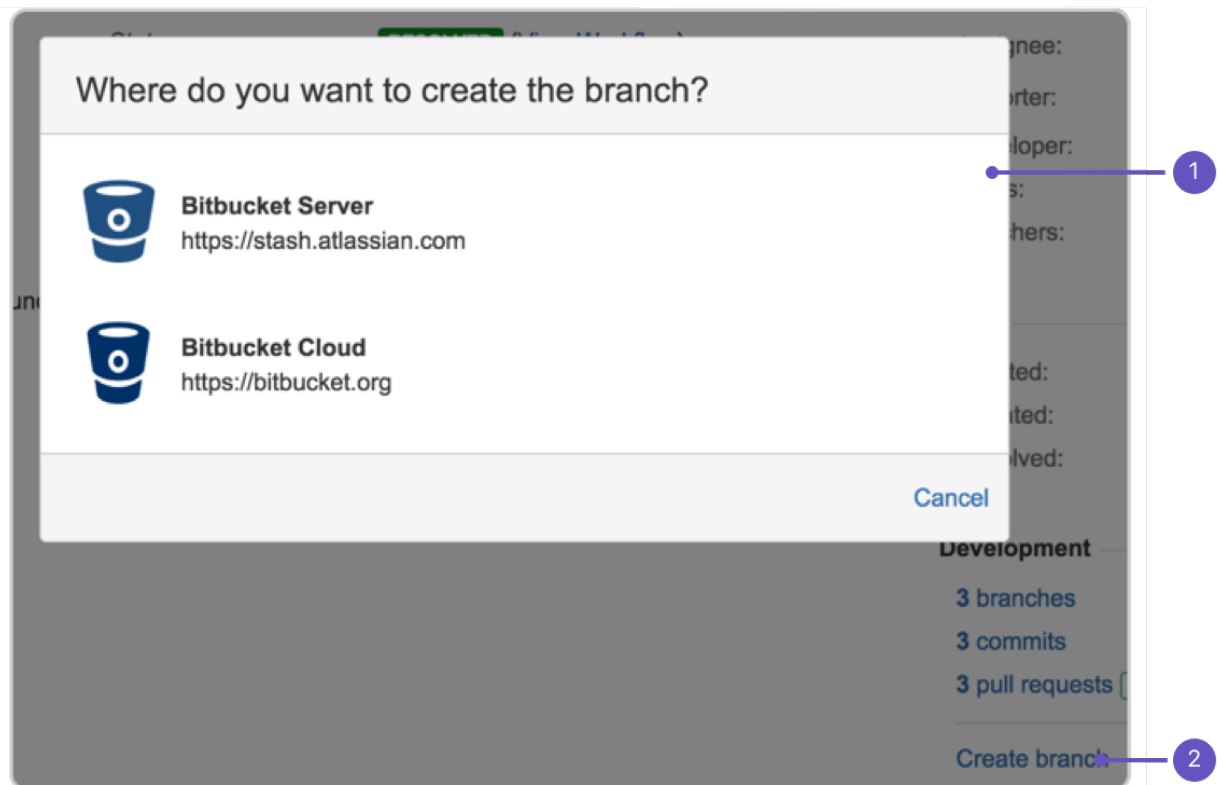 Where do you want to create the branch?
Bitbucket Server
https://stash.atlassian.com
Bitbucket Cloud
https://bitbucket.org
Cancel
1
Development
3 branches
3 commits
3 pull requests
Create branch
2